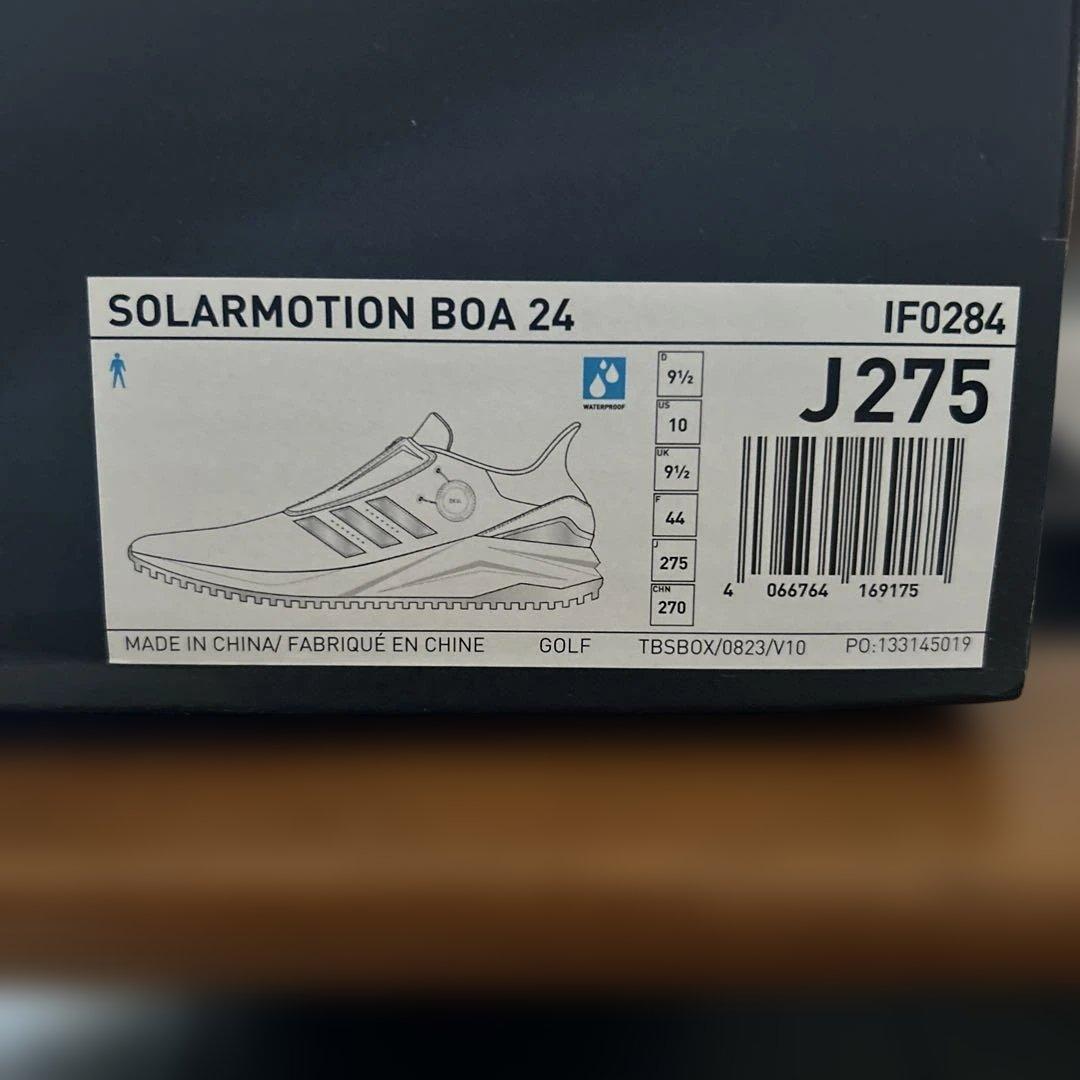 SOLARMOTION BOA 24
IF0284
WATERPROOF
D
9½
US
10
UK
9½
F
44
J
275
CHN
270
J275
4 066764 169175
MADE IN CHINA/ FABRIQUÉ EN CHINE GOLF TBSBOX/0823/V10 PO:133145019